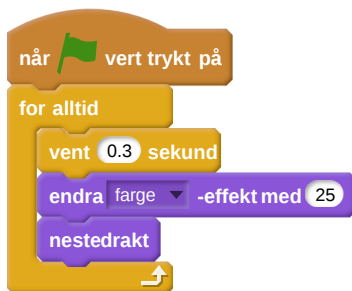 når vert trykt på
for alltid
vent 0.3 sekund
endra farge -effekt med 25
nestedrakt